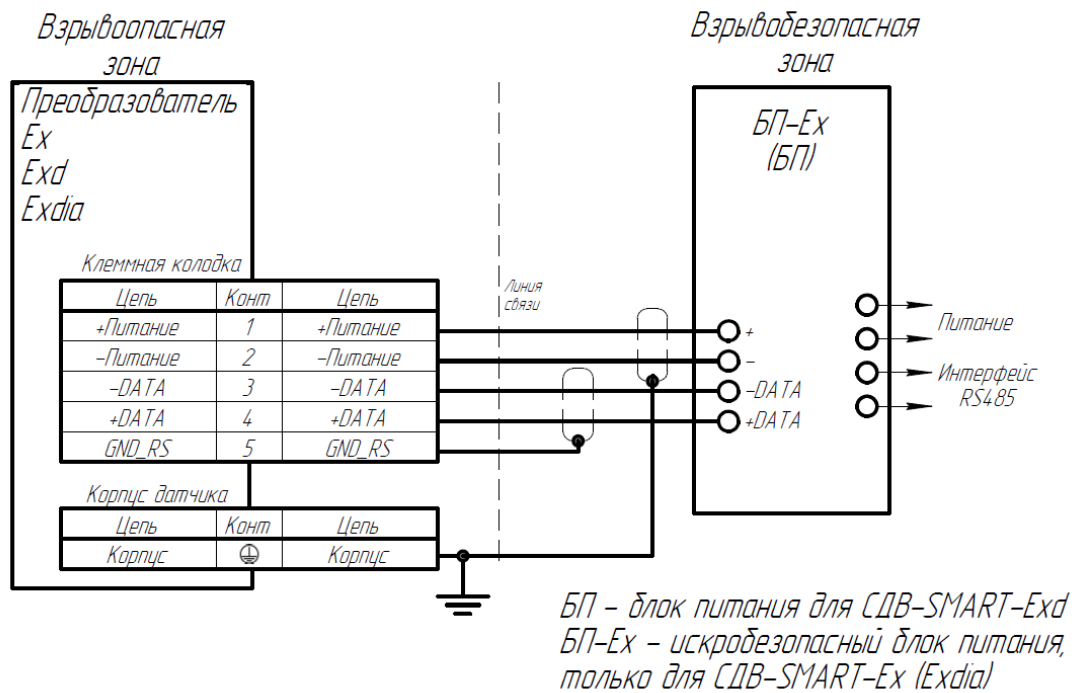 Взрывоопасная
зона
Взрывобезопасная
зона
Преобразователь
Ex
Exd
Exdia
БП-Ex
(БП)
Клеммная колодка
Цепь Конт Цепь
+Питание 1 +Питание
-Питание 2 -Питание
-DATA 3 -DATA
+DATA 4 +DATA
GND_RS 5 GND_RS
Линия
связи
+
-
-DATA
+DATA
Питание
Интерфейс
RS485
Корпус датчика
Цепь Конт Цепь
Корпус Корпус
БП – блок питания для СДВ-SMART-Exd
БП-Ex – искробезопасный блок питания,
только для СДВ-SMART-Ex (Exdia)